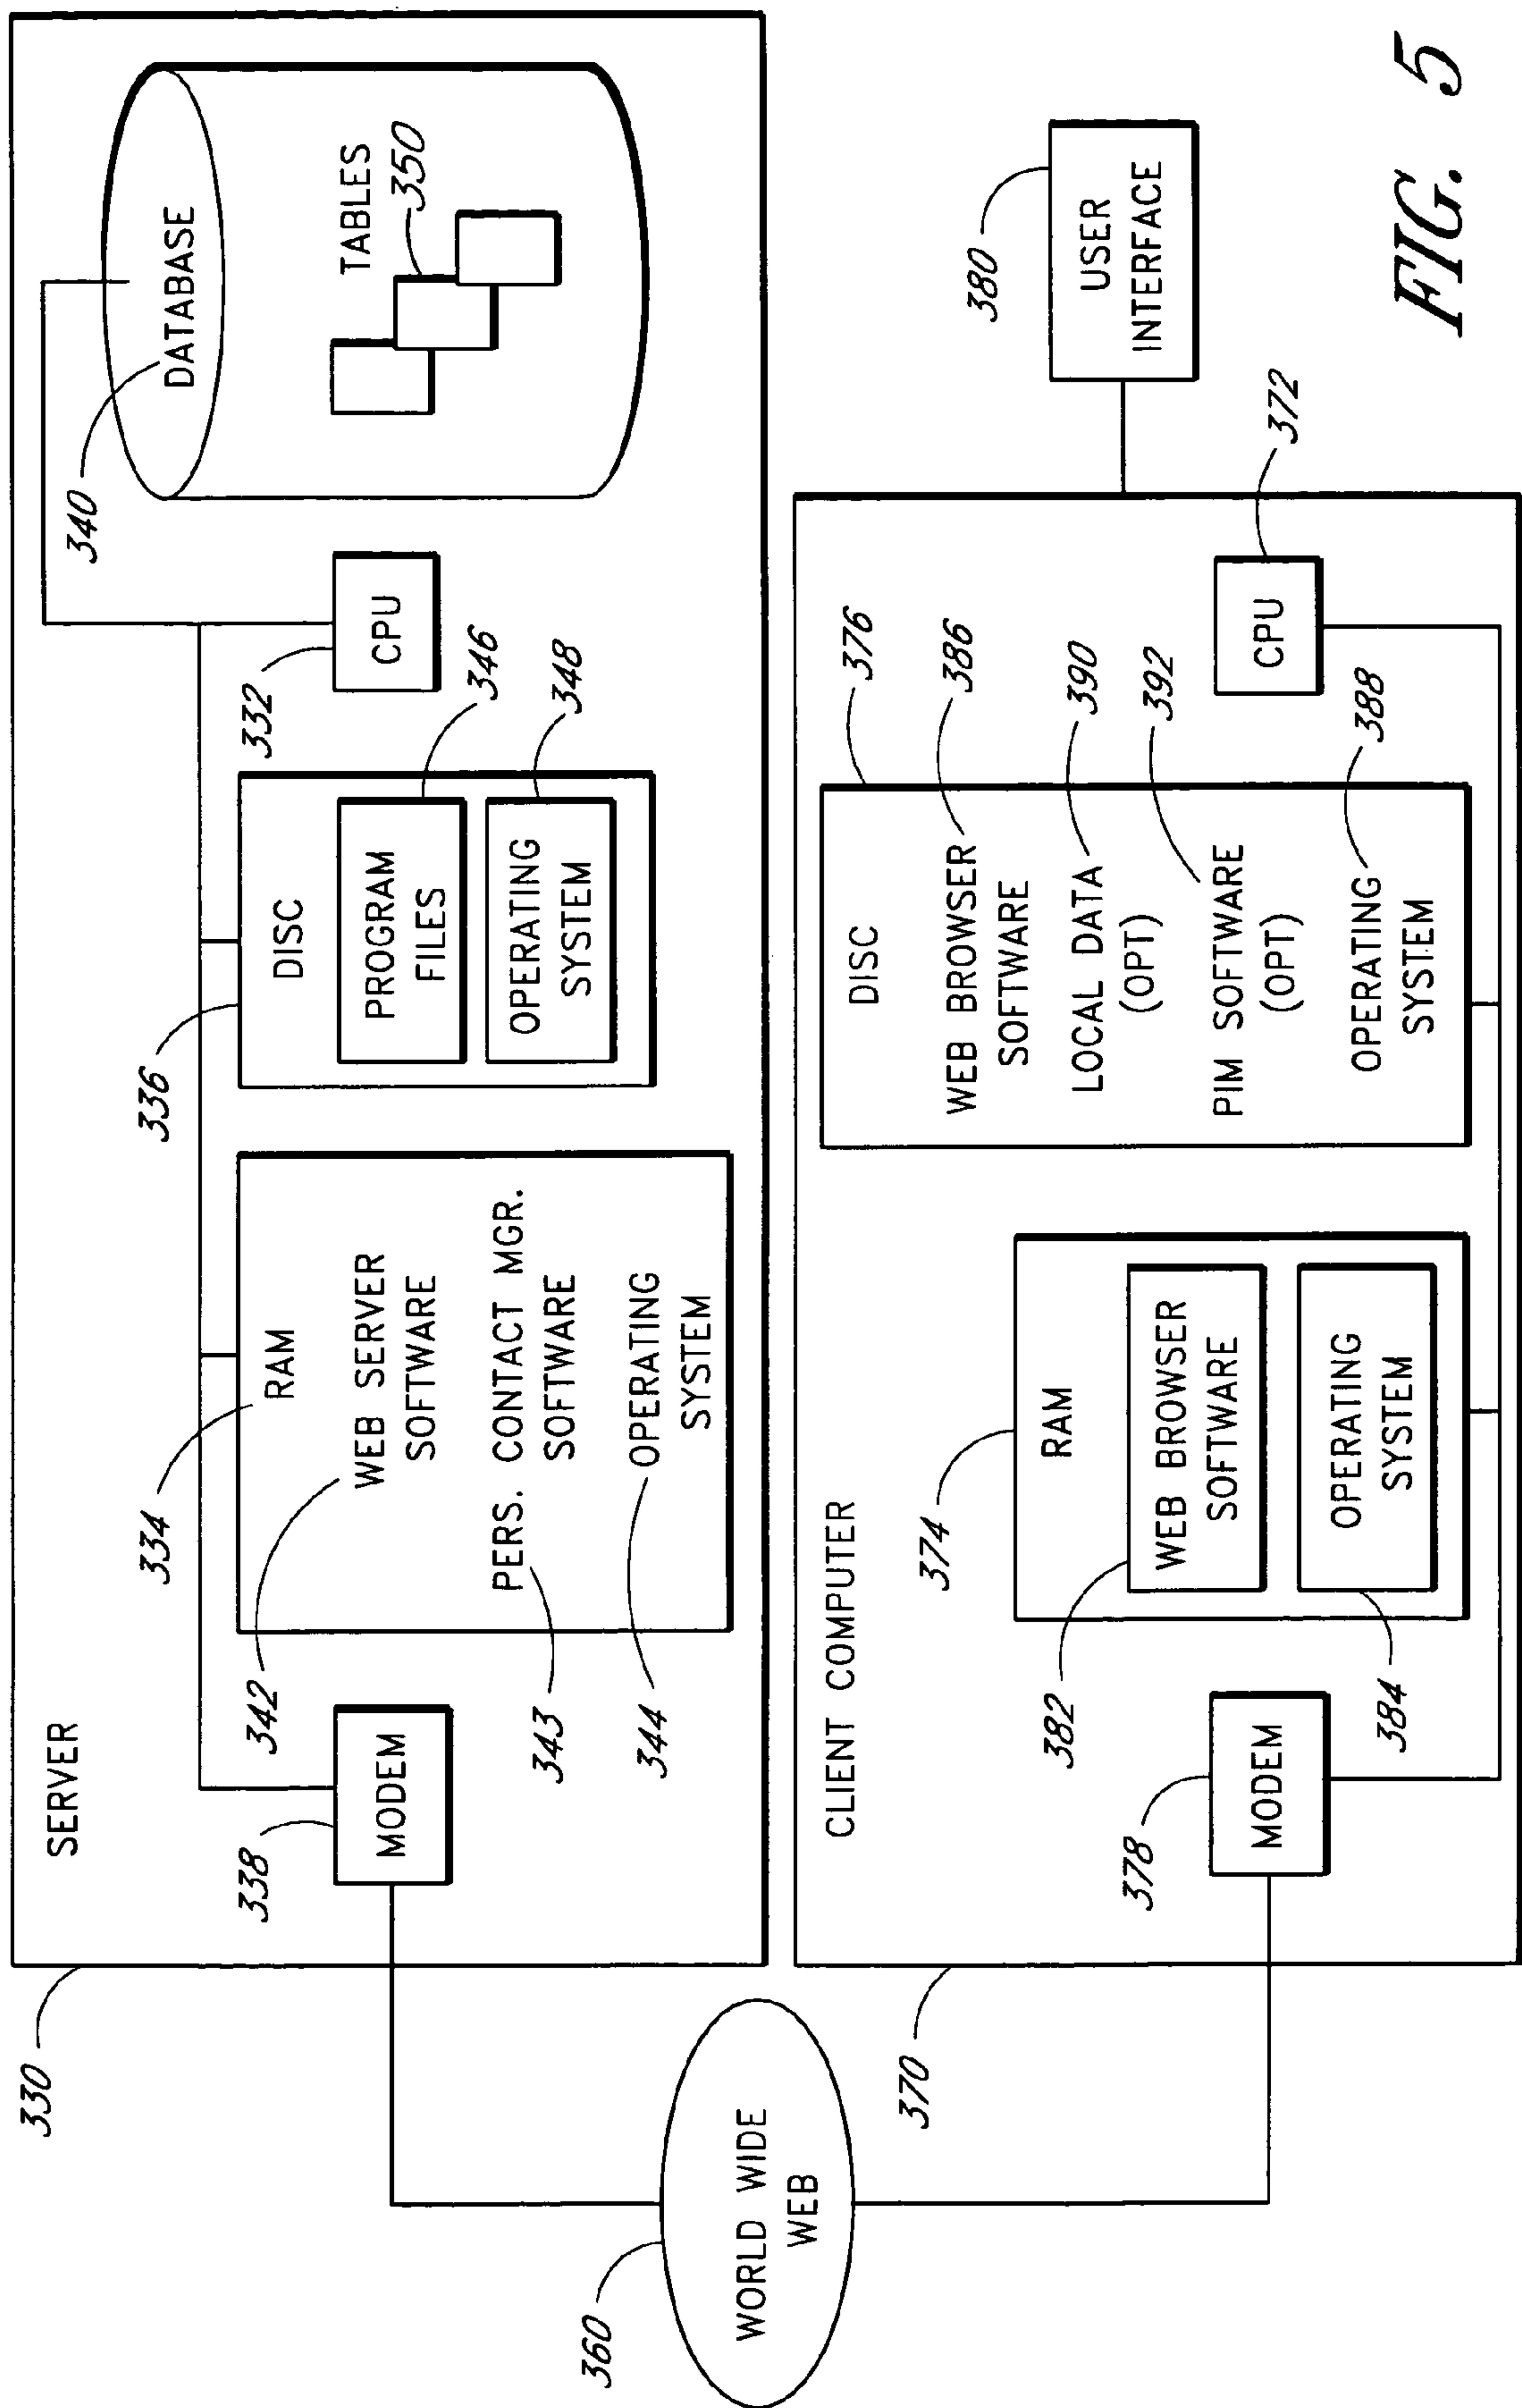 330
SERVER
338
MODEM
334
RAM
342
WEB SERVER
SOFTWARE
343
PERS. CONTACT MGR.
SOFTWARE
344
OPERATING
SYSTEM
336
DISC
PROGRAM
FILES
346
OPERATING
SYSTEM
348
332
CPU
340
DATABASE
TABLES
350
360
WORLD WIDE
WEB
370
CLIENT COMPUTER
378
MODEM
374
RAM
382
WEB BROWSER
SOFTWARE
384
OPERATING
SYSTEM
DISC
376
WEB BROWSER
SOFTWARE
386
LOCAL DATA
(OPT)
390
PIM SOFTWARE
(OPT)
392
OPERATING
SYSTEM
388
CPU
372
380
USER
INTERFACE
FIG. 5